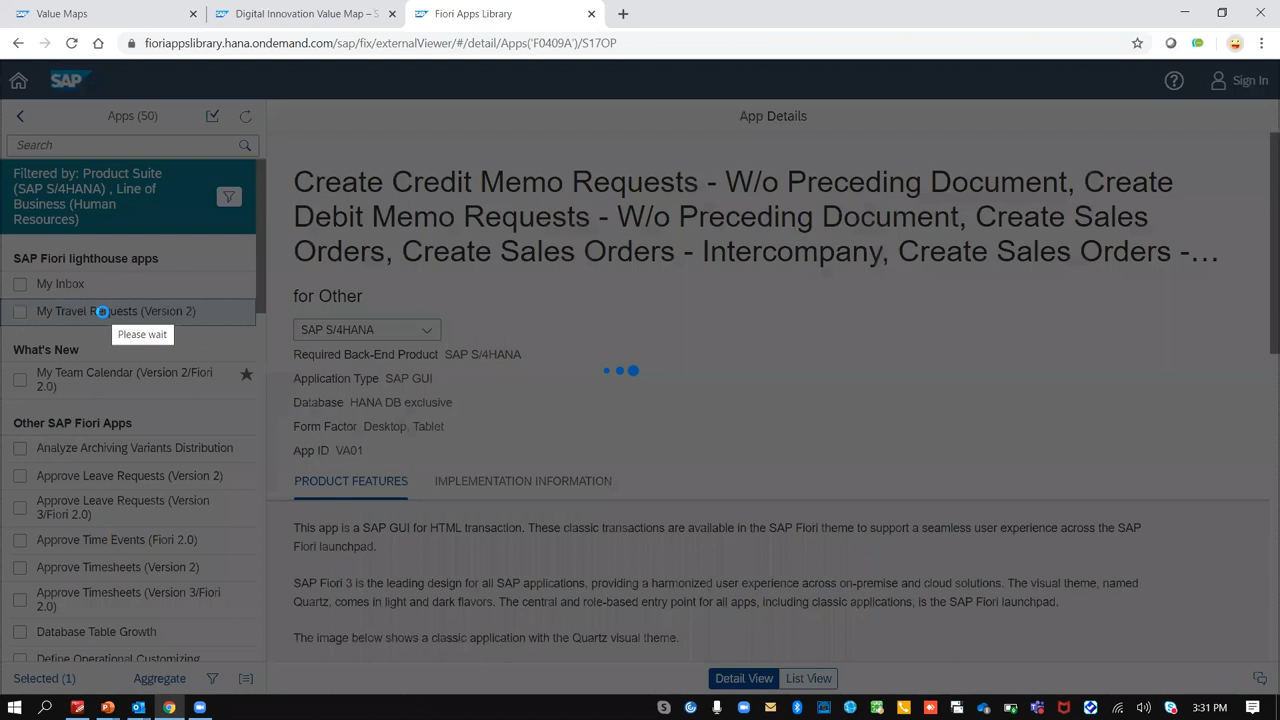 Value Maps
Digital Innovation Value Map – S
Fiori Apps Library
fioriappslibrary.hana.ondemand.com/sap/fix/externalViewer/#/detail/Apps('F0409A')/S17OP
SAP
Sign In
Apps (50)
App Details
Search
Filtered by: Product Suite
(SAP S/4HANA) , Line of
Business (Human
Resources)
SAP Fiori lighthouse apps
My Inbox
My Travel Requests (Version 2)
Please wait
What's New
My Team Calendar (Version 2/Fiori
2.0)
Other SAP Fiori Apps
Analyze Archiving Variants Distribution
Approve Leave Requests (Version 2)
Approve Leave Requests (Version
3/Fiori 2.0)
Approve Time Events (Fiori 2.0)
Approve Timesheets (Version 2)
Approve Timesheets (Version 3/Fiori
2.0)
Database Table Growth
Define Operational Customizing
Selected (1)
Aggregate
Create Credit Memo Requests - W/o Preceding Document, Create
Debit Memo Requests - W/o Preceding Document, Create Sales
Orders, Create Sales Orders - Intercompany, Create Sales Orders -...
for Other
SAP S/4HANA
Required Back-End Product SAP S/4HANA
Application Type SAP GUI
Database HANA DB exclusive
Form Factor Desktop, Tablet
App ID VA01
PRODUCT FEATURES
IMPLEMENTATION INFORMATION
This app is a SAP GUI for HTML transaction. These classic transactions are available in the SAP Fiori theme to support a seamless user experience across the SAP
Fiori launchpad.
SAP Fiori 3 is the leading design for all SAP applications, providing a harmonized user experience across on-premise and cloud solutions. The visual theme, named
Quartz, comes in light and dark flavors. The central and role-based entry point for all apps, including classic applications, is the SAP Fiori launchpad.
The image below shows a classic application with the Quartz visual theme.
Detail View
List View
3:31 PM